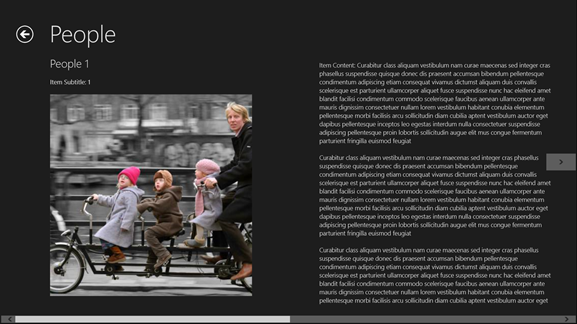 People
People 1
Item Subtitle: 1
Item Content: Curabitur class aliquam vestibulum nam curae maecenas sed integer cras
phasellus suspendisse quisque donec dis praesent accumsan bibendum pellentesque
condimentum adipiscing etiam consequat vivamus dictumst aliquam duis convallis
scelerisque est parturient ullamcorper aliquet fusce suspendisse nunc hac eleifend amet
blandit facilisi condimentum commodo scelerisque faucibus aenean ullamcorper ante
mauris dignissim consectetuer nullam lorem vestibulum habitant conubia elementum
pellentesque morbi facilisis arcu sollicitudin diam cubilia aptent vestibulum auctor eget
dapibus pellentesque inceptos leo egestas interdum nulla consectetuer suspendisse
adipiscing pellentesque proin lobortis sollicitudin augue elit mus congue fermentum
parturient fringilla euismod feugiat
Curabitur class aliquam vestibulum nam curae maecenas sed integer cras phasellus
suspendisse quisque donec dis praesent accumsan bibendum pellentesque
condimentum adipiscing etiam consequat vivamus dictumst aliquam duis convallis
scelerisque est parturient ullamcorper aliquet fusce suspendisse nunc hac eleifend amet
blandit facilisi condimentum commodo scelerisque faucibus aenean ullamcorper ante
mauris dignissim consectetuer nullam lorem vestibulum habitant conubia elementum
pellentesque morbi facilisis arcu sollicitudin diam cubilia aptent vestibulum auctor eget
dapibus pellentesque inceptos leo egestas interdum nulla consectetuer suspendisse
adipiscing pellentesque proin lobortis sollicitudin augue elit mus congue fermentum
parturient fringilla euismod feugiat
Curabitur class aliquam vestibulum nam curae maecenas sed integer cras phasellus
suspendisse quisque donec dis praesent accumsan bibendum pellentesque
condimentum adipiscing etiam consequat vivamus dictumst aliquam duis convallis
scelerisque est parturient ullamcorper aliquet fusce suspendisse nunc hac eleifend amet
blandit facilisi condimentum commodo scelerisque faucibus aenean ullamcorper ante
mauris dignissim consectetuer nullam lorem vestibulum habitant conubia elementum
pellentesque morbi facilisis arcu sollicitudin diam cubilia aptent vestibulum auctor eget